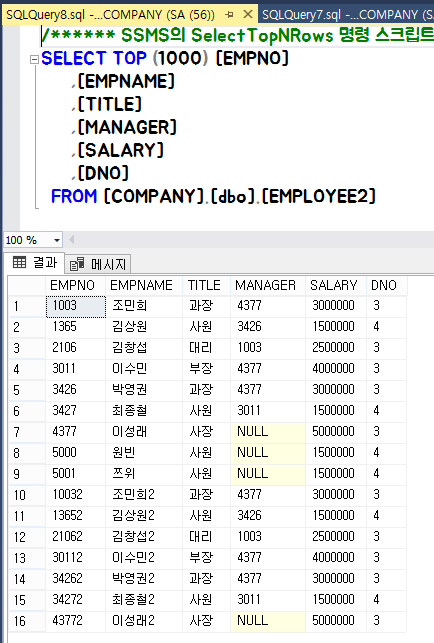 SQLQuery8.sql -...COMPANY (SA (56))* SQLQuery7.sql -...COMPANY (SA
/****** SSMS의 SelectTopNRows 명령 스크립트
SELECT TOP (1000) [EMPNO]
,[EMPNAME]
,[TITLE]
,[MANAGER]
,[SALARY]
,[DNO]
FROM [COMPANY].[dbo].[EMPLOYEE2]
100 %
결과 메시지
EMPNO EMPNAME TITLE MANAGER SALARY DNO
1 1003 조민희 과장 4377 3000000 3
2 1365 김상원 사원 3426 1500000 4
3 2106 김창섭 대리 1003 2500000 3
4 3011 이수민 부장 4377 4000000 3
5 3426 박영권 과장 4377 3000000 3
6 3427 최종철 사원 3011 1500000 4
7 4377 이성래 사장 NULL 5000000 3
8 5000 원빈 사원 NULL 1500000 4
9 5001 쯔위 사원 NULL 1500000 4
10 10032 조민희2 과장 4377 3000000 3
11 13652 김상원2 사원 3426 1500000 4
12 21062 김창섭2 대리 1003 2500000 3
13 30112 이수민2 부장 4377 4000000 3
14 34262 박영권2 과장 4377 3000000 3
15 34272 최종철2 사원 3011 1500000 4
16 43772 이성래2 사장 NULL 5000000 3